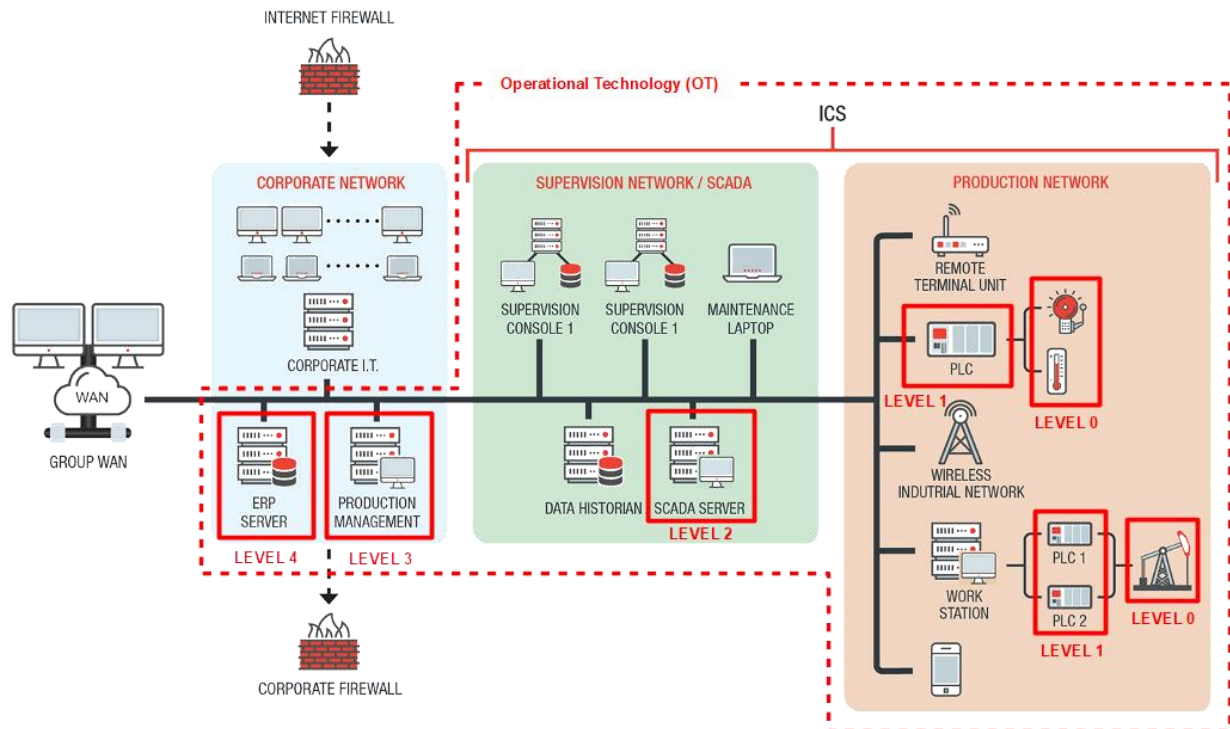 INTERNET FIREWALL
Operational Technology (OT)
ICS
CORPORATE NETWORK
SUPERVISION NETWORK / SCADA
PRODUCTION NETWORK
REMOTE
TERMINAL UNIT
SUPERVISION
CONSOLE 1
SUPERVISION
CONSOLE 1
MAINTENANCE
LAPTOP
CORPORATE I.T.
PLC
LEVEL 1
LEVEL 0
WAN
GROUP WAN
ERP
SERVER
LEVEL 4
PRODUCTION
MANAGEMENT
LEVEL 3
DATA HISTORIAN
SCADA SERVER
LEVEL 2
WIRELESS
INDUTRIAL NETWORK
WORK
STATION
PLC 1
PLC 2
LEVEL 1
LEVEL 0
CORPORATE FIREWALL